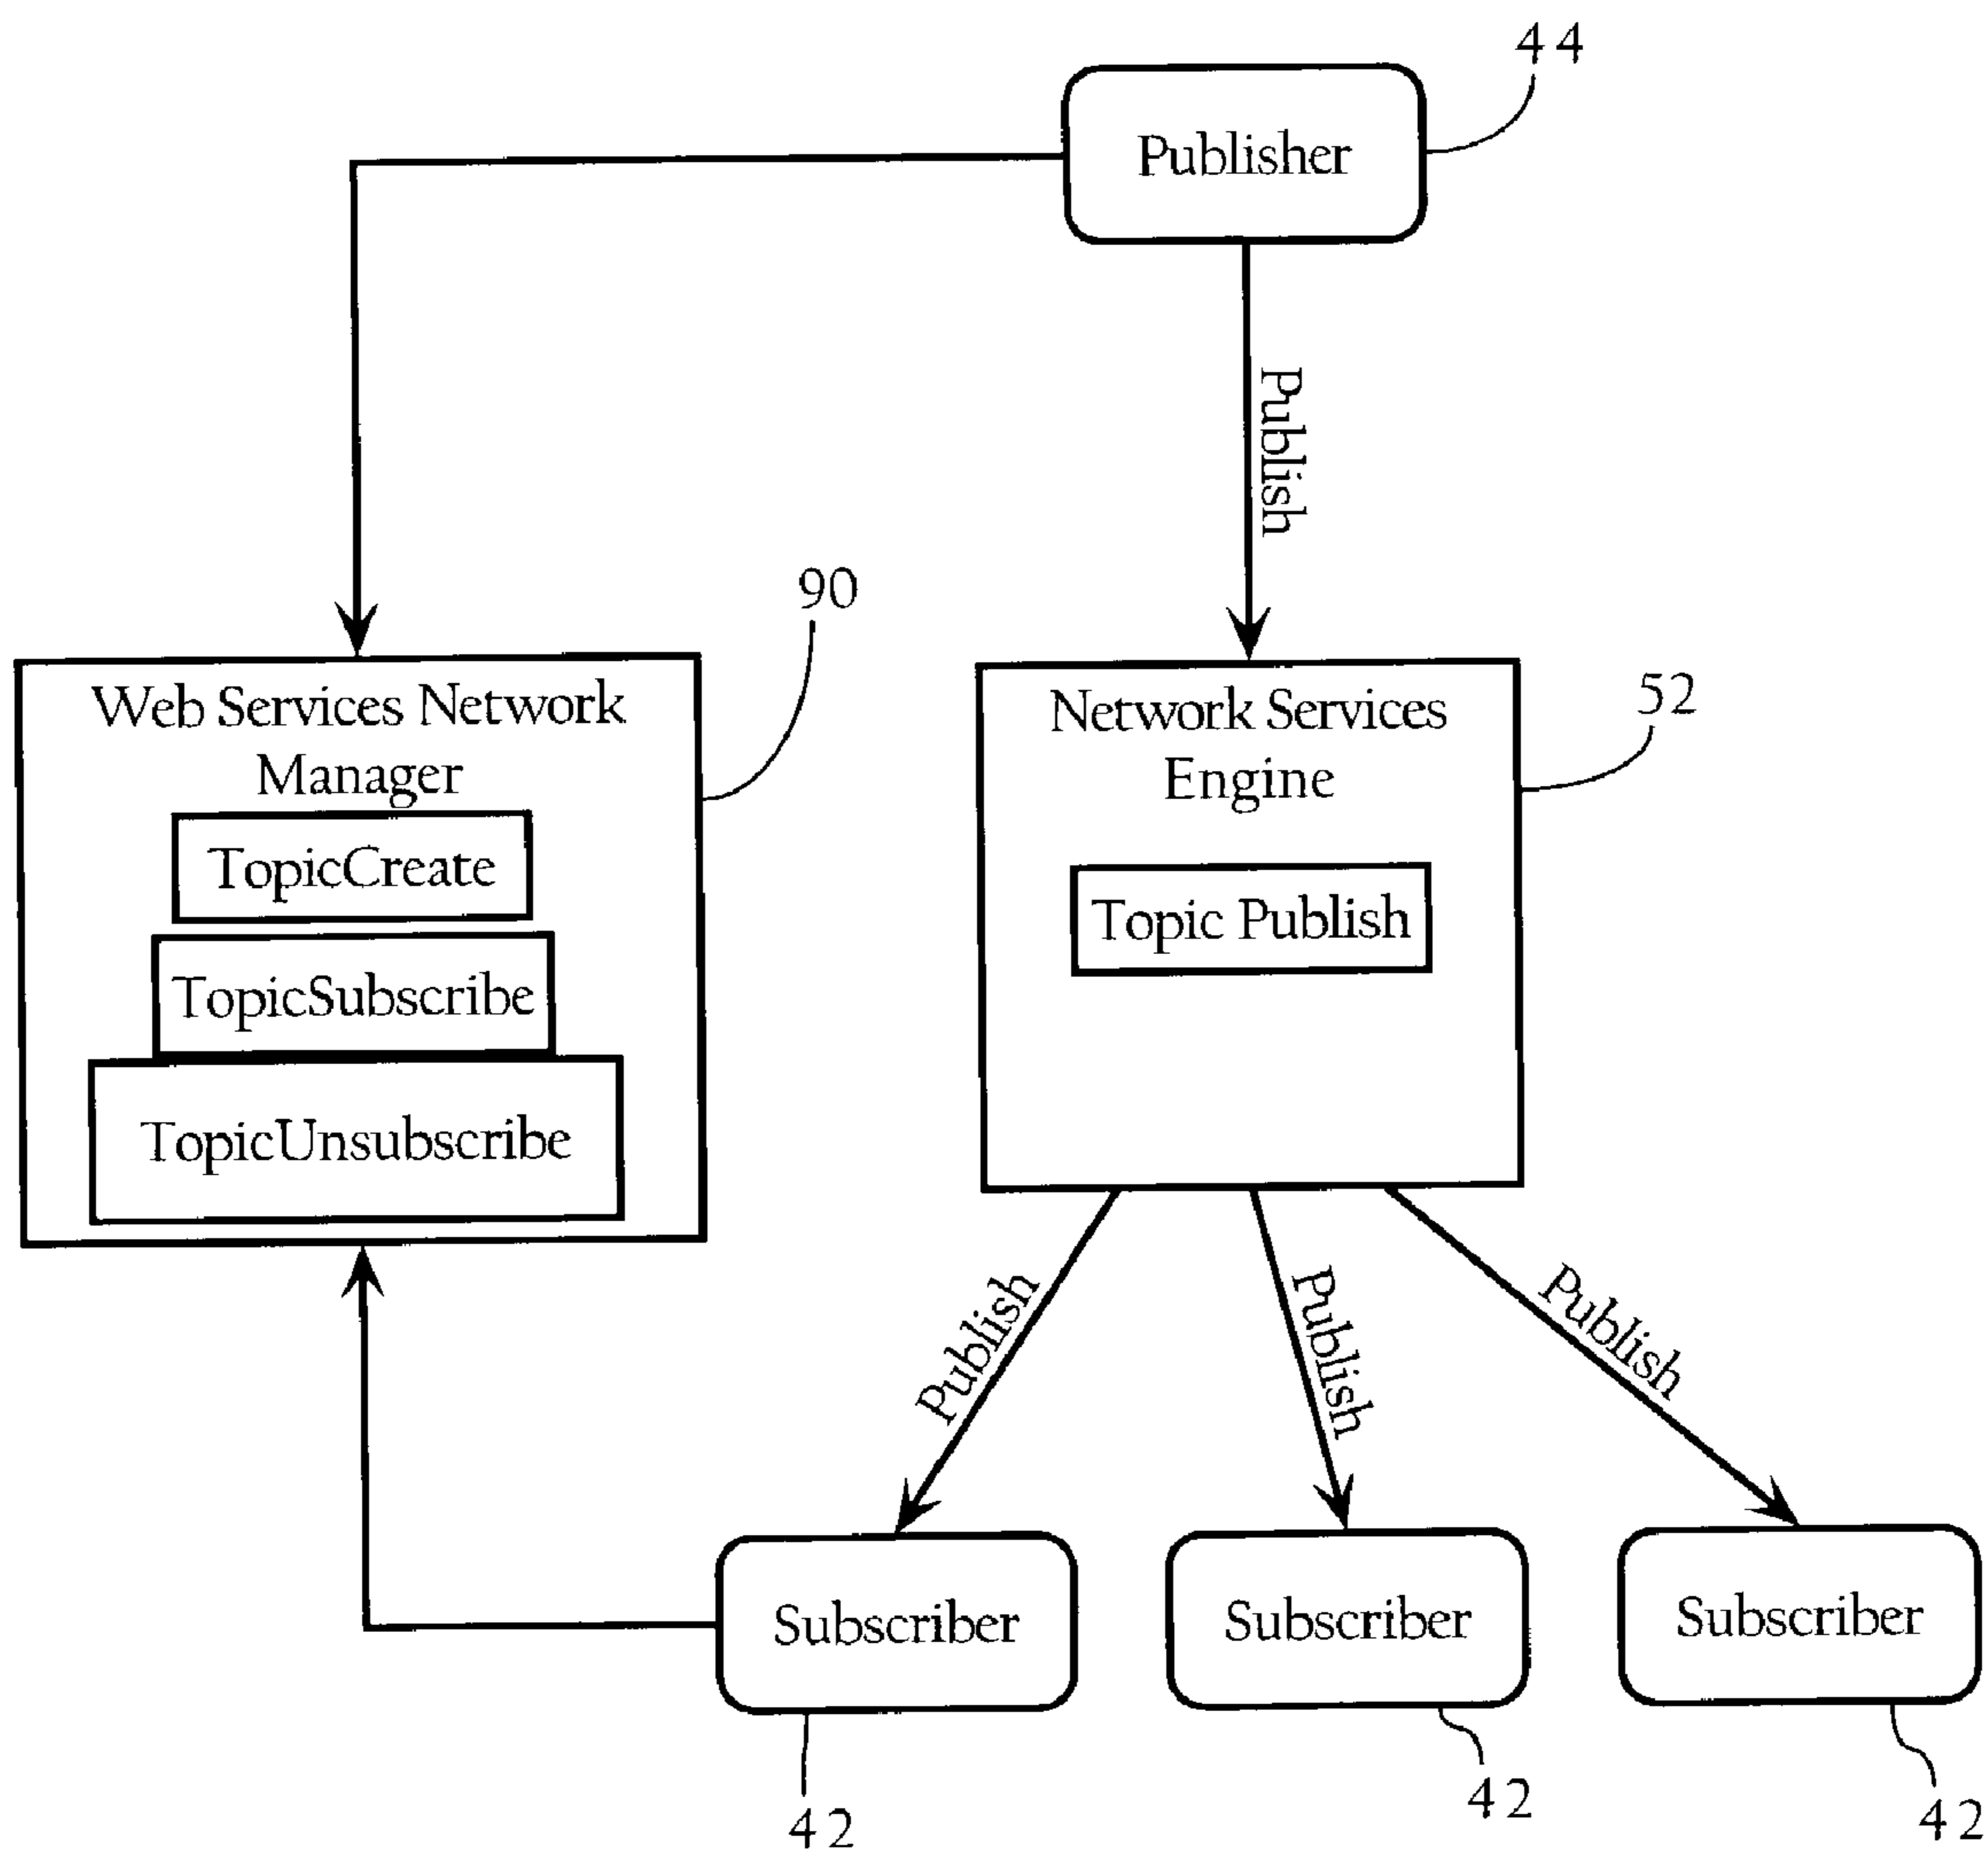 44
Publisher
Publish
90
Web Services Network
Manager
TopicCreate
TopicSubscribe
TopicUnsubscribe
52
Network Services
Engine
Topic Publish
Publish
Publish
Publish
Subscriber
Subscriber
Subscriber
42
42
42